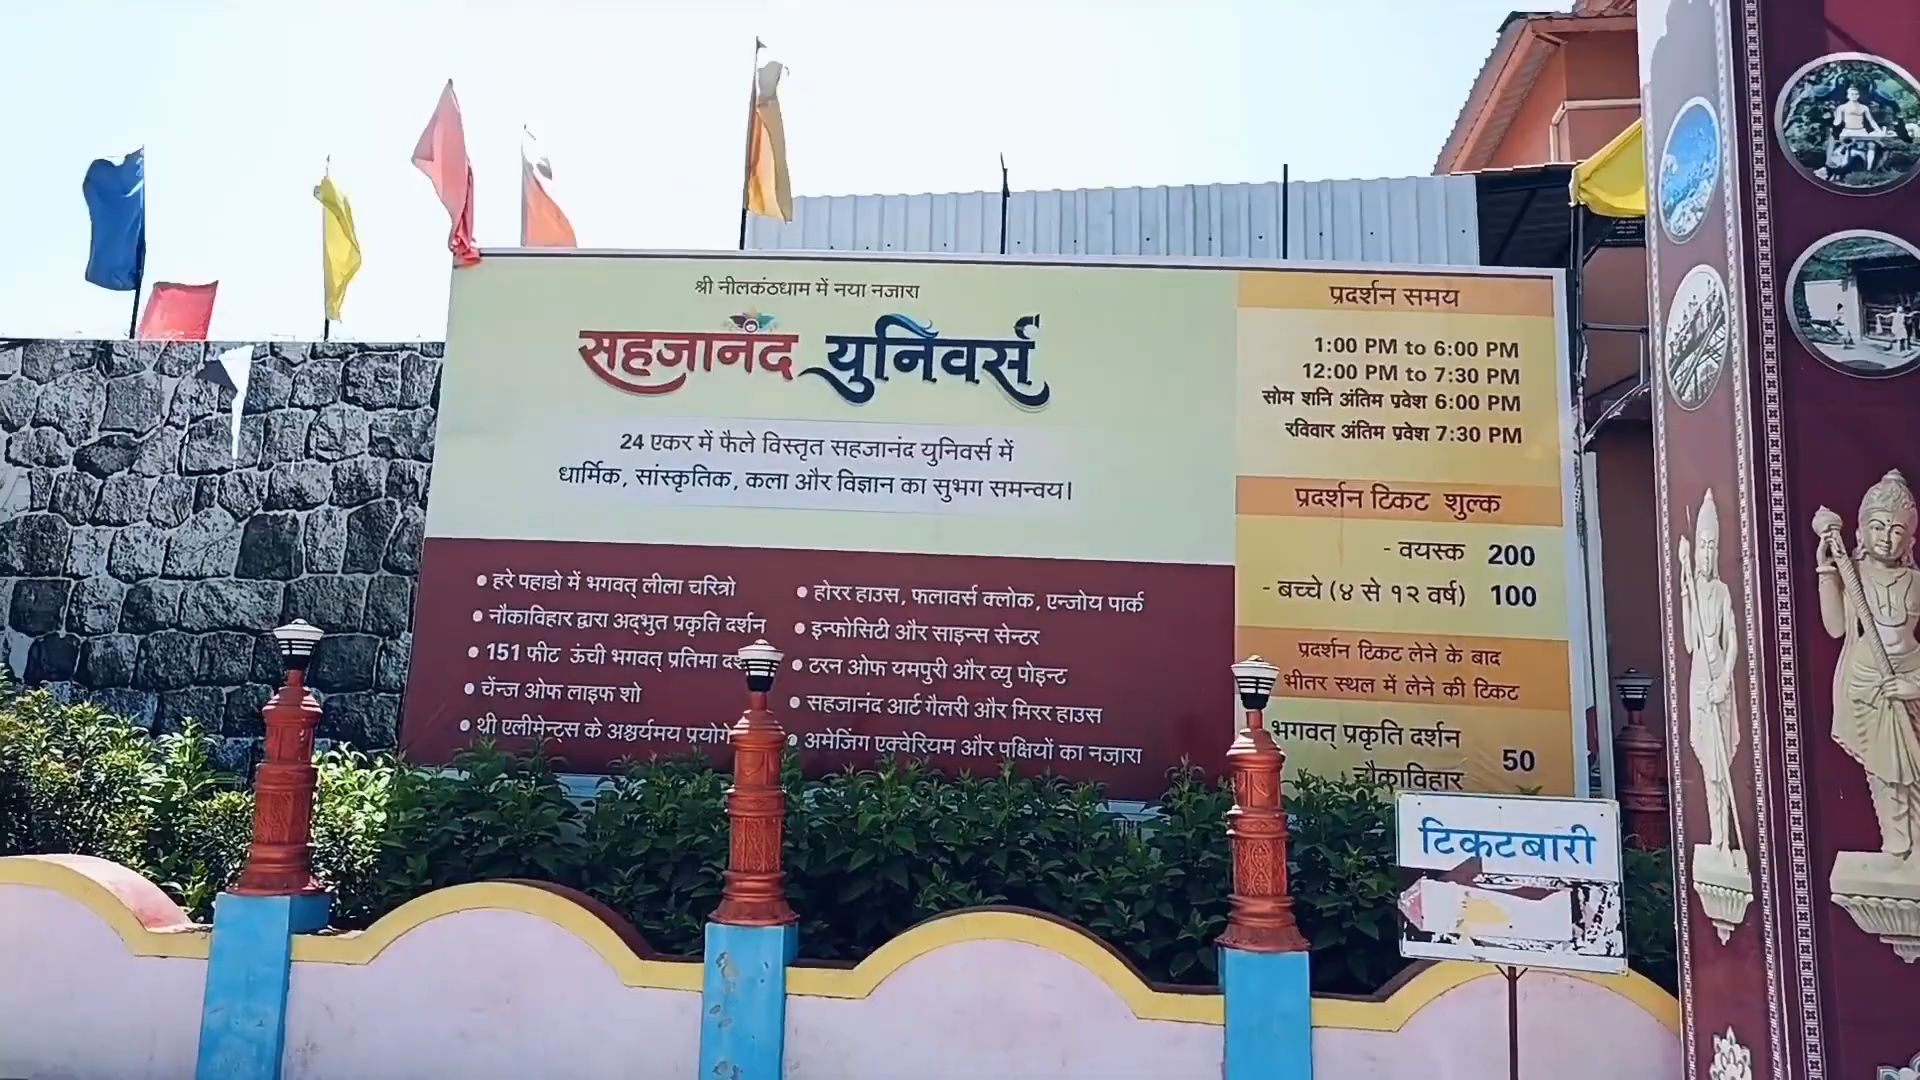 श्री नीलकंठधाम में नया नजारा
सहजानंद युनिवर्स
24 एकर में फैले विस्तृत सहजानंद युनिवर्स में
धार्मिक, सांस्कृतिक, कला और विज्ञान का सुभग समन्वय।
• हरे पहाडो में भगवत् लीला चरित्रो
• नौकाविहार द्वारा अद्भुत प्रकृति दर्शन
• 151 फीट ऊंची भगवत् प्रतिमा
• चेंन्ज ओफ लाइफ शो
• थ्री एलीमेन्ट्स के अश्चर्यमय
• होरर हाउस, फलावर्स क्लोक, एन्जोय पार्क
• इन्फोसिटी और साइन्स सेन्टर
• टरन ओफ यमपुरी और व्यु पोइन्ट
• सहजानंद आर्ट गैलरी और मिरर हाउस
• अमेजिंग एक्वेरियम और पक्षियों का नज़ारा
प्रदर्शन समय
1:00 PM to 6:00 PM
12:00 PM to 7:30 PM
सोम शनि अंतिम प्रवेश 6:00 PM
रविवार अंतिम प्रवेश 7:30 PM
प्रदर्शन टिकट शुल्क
- वयस्क 200
- बच्चे (४ से १२ वर्ष) 100
प्रदर्शन टिकट लेने के बाद
भीतर स्थल में लेने की टिकट
भगवत् प्रकृति दर्शन
नौकाविहार 50
टिकटबारी